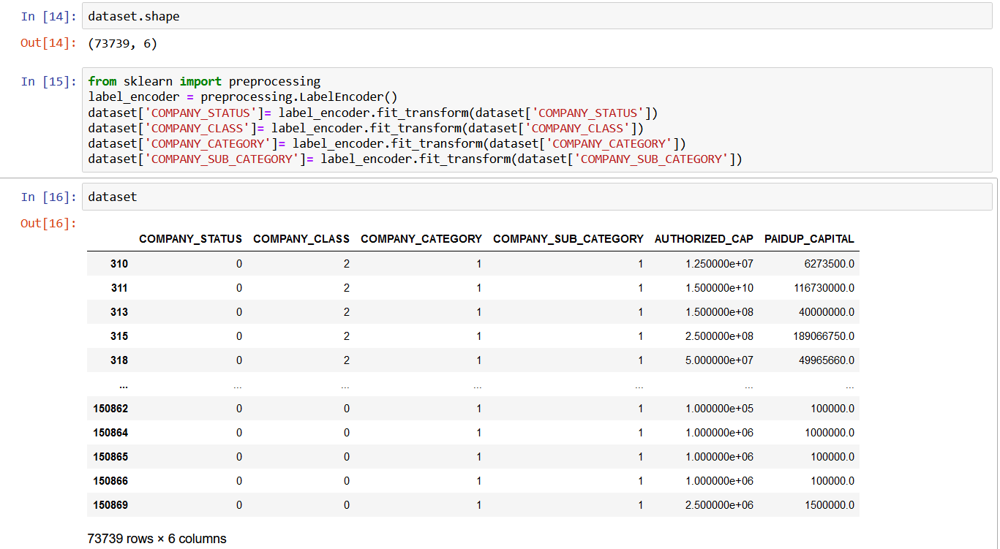 In [14]: dataset.shape
Out[14]: (73739, 6)
In [15]: from sklearn import preprocessing
label_encoder = preprocessing.LabelEncoder()
dataset['COMPANY_STATUS']= label_encoder.fit_transform(dataset['COMPANY_STATUS'])
dataset['COMPANY_CLASS']= label_encoder.fit_transform(dataset['COMPANY_CLASS'])
dataset['COMPANY_CATEGORY']= label_encoder.fit_transform(dataset['COMPANY_CATEGORY'])
dataset['COMPANY_SUB_CATEGORY']= label_encoder.fit_transform(dataset['COMPANY_SUB_CATEGORY'])
In [16]: dataset
Out[16]:
COMPANY_STATUS COMPANY_CLASS COMPANY_CATEGORY COMPANY_SUB_CATEGORY AUTHORIZED_CAP PAIDUP_CAPITAL
310 0 2 1 1 1.250000e+07 6273500.0
311 0 2 1 1 1.500000e+10 116730000.0
313 0 2 1 1 1.500000e+08 40000000.0
315 0 2 1 1 2.500000e+08 189066750.0
318 0 2 1 1 5.000000e+07 49965660.0
... ... ... ... ... ... ...
150862 0 0 1 1 1.000000e+05 100000.0
150864 0 0 1 1 1.000000e+06 1000000.0
150865 0 0 1 1 1.000000e+06 100000.0
150866 0 0 1 1 1.000000e+06 100000.0
150869 0 0 1 1 2.500000e+06 1500000.0
73739 rows × 6 columns